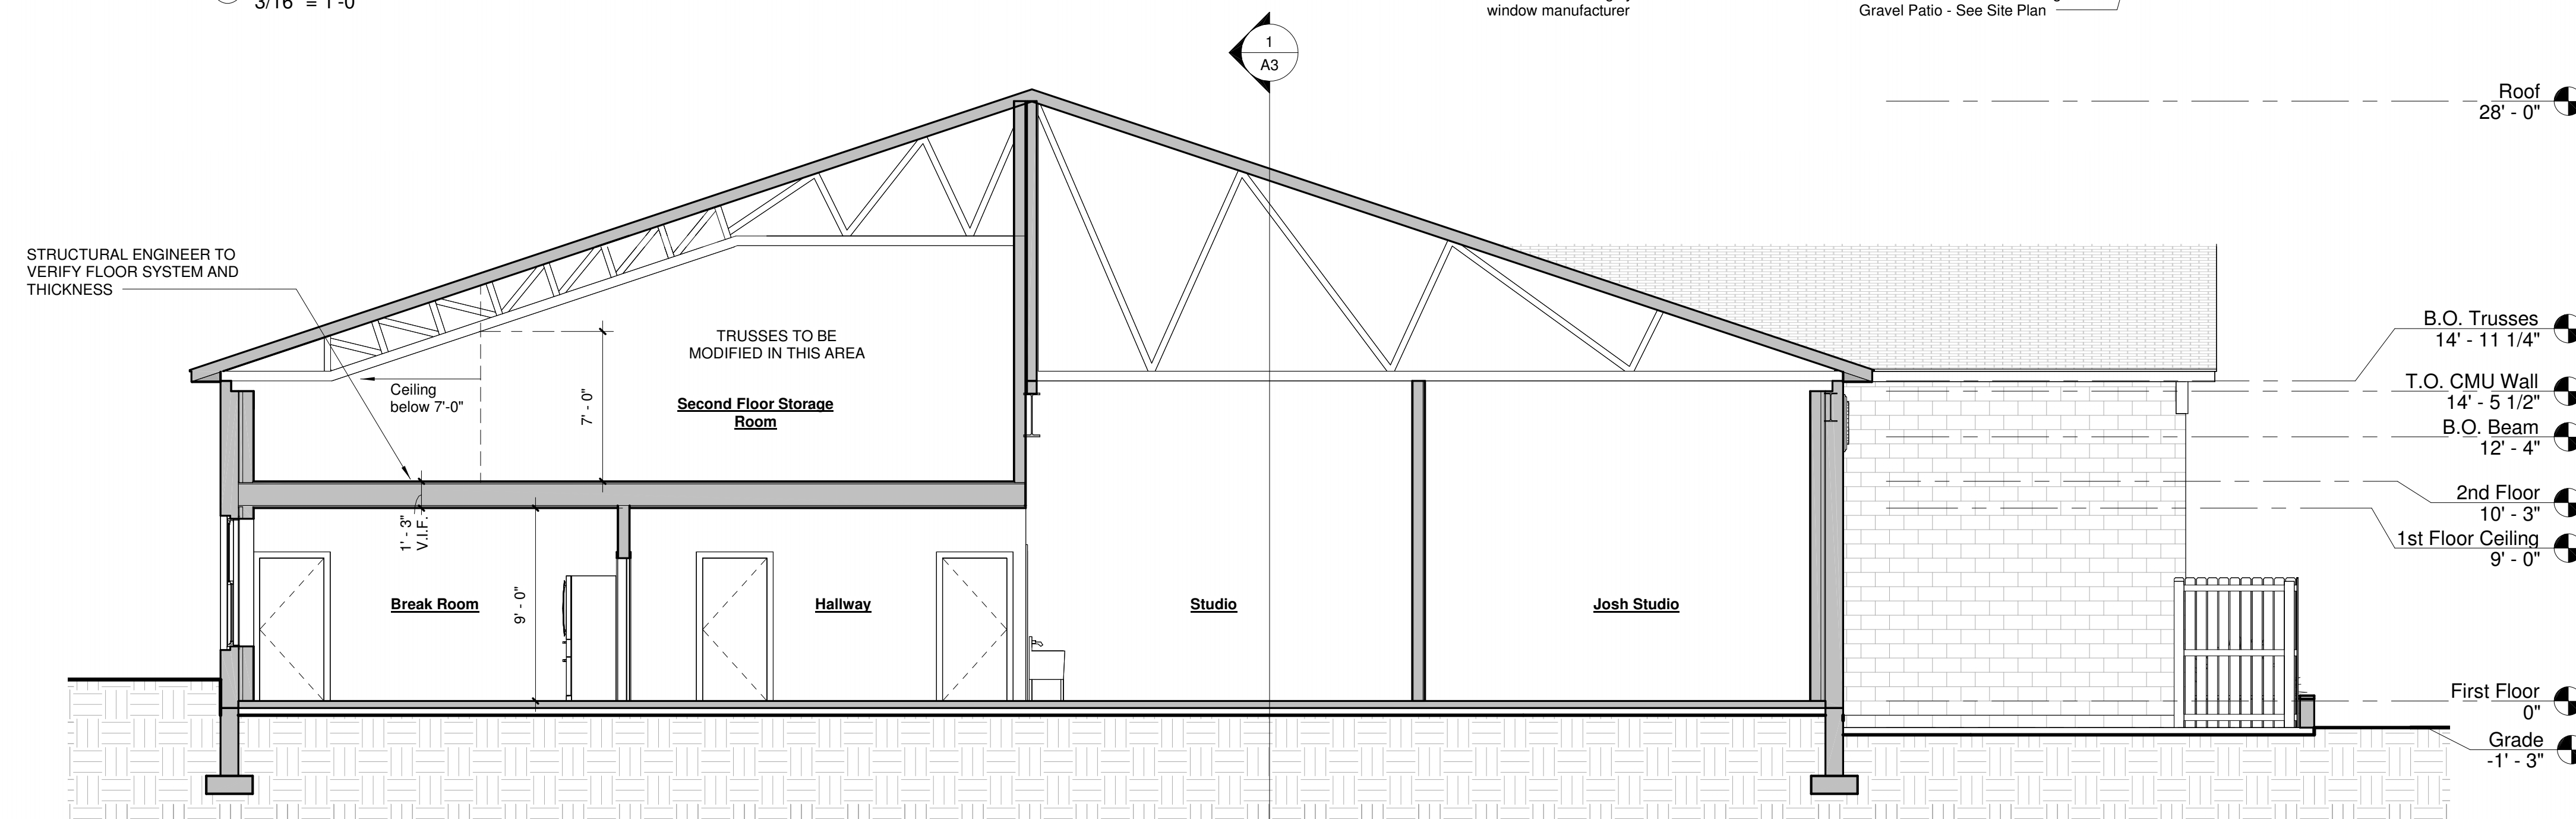 3/16" = 1'-0"
window manufacturer
Gravel Patio - See Site Plan
1
A3
Roof
28' - 0"
STRUCTURAL ENGINEER TO
VERIFY FLOOR SYSTEM AND
THICKNESS
TRUSSES TO BE
MODIFIED IN THIS AREA
Ceiling
below 7'-0"
7' - 0"
Second Floor Storage
Room
B.O. Trusses
14' - 11 1/4"
T.O. CMU Wall
14' - 5 1/2"
B.O. Beam
12' - 4"
2nd Floor
10' - 3"
1st Floor Ceiling
9' - 0"
1' - 3"
V.I.F.
9' - 0"
Break Room
Hallway
Studio
Josh Studio
First Floor
0"
Grade
-1' - 3"